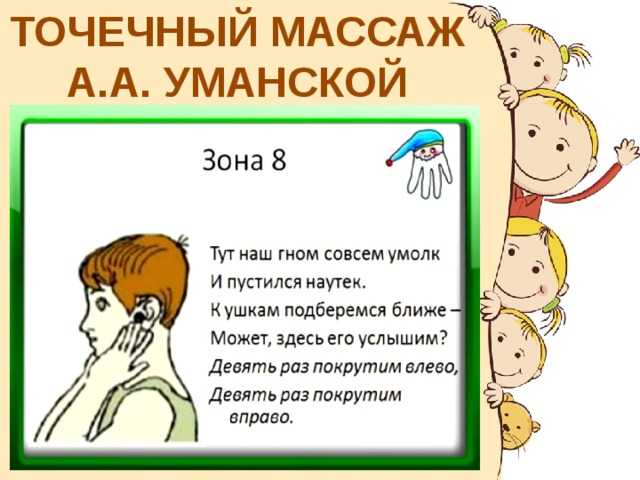 ТОЧЕЧНЫЙ МАССАЖ
А.А. УМАНСКОЙ
Зона 8
Тут наш гном совсем умолк
И пустился наутек.
К ушкам подберемся ближе –
Может, здесь его услышим?
Девять раз покрутим влево,
Девять раз покрутим
вправо.